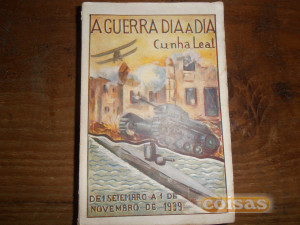 A GUERRA DIA A DIA
Cunha Leal
DE 1 SETEMBRO A 1 DE
NOVEMBRO DE 1939
coisas